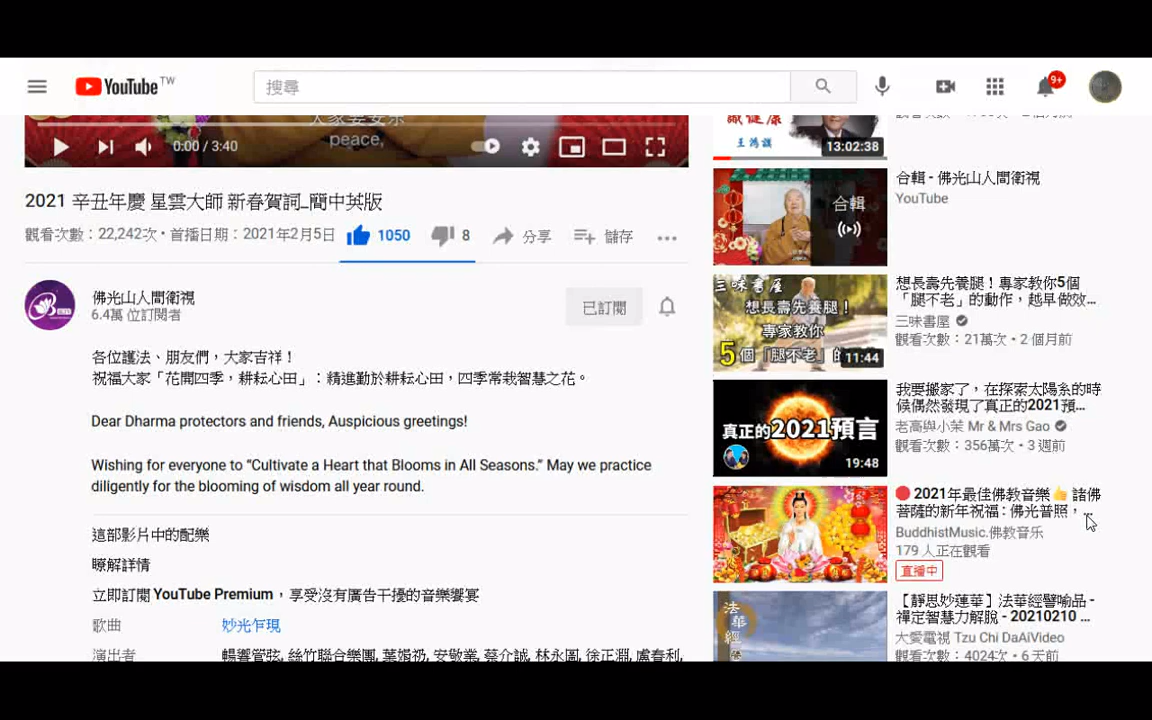 YouTube TW
搜尋
9+
大家要安樂
peace,
0:00 / 3:40
2021 辛丑年慶 星雲大師 新春賀詞_簡中英版
觀看次數：22,242次 • 首播日期：2021年2月5日
1050
8
分享
儲存
佛光山人間衛視
6.4萬 位訂閱者
已訂閱
各位護法、朋友們，大家吉祥！
祝福大家「花開四季，耕耘心田」：精進勤於耕耘心田，四季常栽智慧之花。
Dear Dharma protectors and friends, Auspicious greetings!
Wishing for everyone to “Cultivate a Heart that Blooms in All Seasons.” May we practice
diligently for the blooming of wisdom all year round.
這部影片中的配樂
瞭解詳情
立即訂閱 YouTube Premium，享受沒有廣告干擾的音樂饗宴
歌曲
妙光乍現
演出者
暢響管弦, 絲竹聯合樂團, 葉娟礽, 安敬業, 蔡介誠, 林永固, 徐正淵, 盧春利,
識健康
王鴻謨
13:02:38
合輯
合輯 - 佛光山人間衛視
YouTube
三味書屋
想長壽先養腿！
專家教你
5個「腿不老」
11:44
想長壽先養腿！專家教你5個
「腿不老」的動作，越早做效...
三味書屋
觀看次數：21萬次 • 2 個月前
真正的2021預言
19:48
我要搬家了，在探索太陽系的時
候偶然發現了真正的2021預...
老高與小茉 Mr & Mrs Gao
觀看次數：356萬次 • 3 週前
2021年最佳佛教音樂👍 諸佛
菩薩的新年祝福 : 佛光普照，...
BuddhistMusic.佛教音乐
179 人正在觀看
直播中
法華經
【靜思妙蓮華】法華經譬喻品 -
禪定智慧力解脫 - 20210210 ...
大愛電視 Tzu Chi DaAiVideo
觀看次數：4024次 • 6 天前